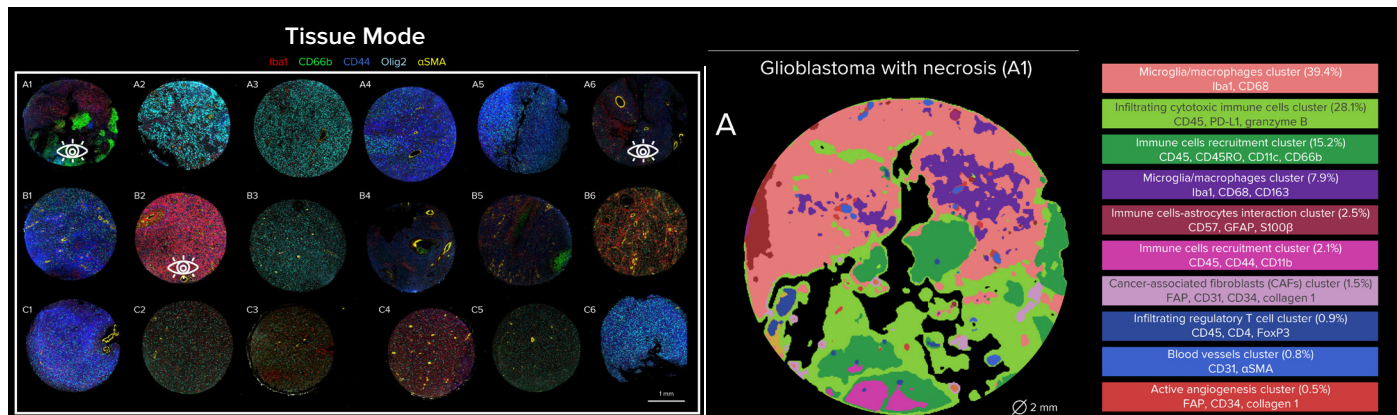 Tissue Mode
Iba1 CD66b CD44 Olig2 αSMA
A1 A2 A3 A4 A5 A6
B1 B2 B3 B4 B5 B6
C1 C2 C3 C4 C5 C6
1 mm
Glioblastoma with necrosis (A1)
A
2 mm
Microglia/macrophages cluster (39.4%)
Iba1, CD68
Infiltrating cytotoxic immune cells cluster (28.1%)
CD45, PD-L1, granzyme B
Immune cells recruitment cluster (15.2%)
CD45, CD45RO, CD11c, CD66b
Microglia/macrophages cluster (7.9%)
Iba1, CD68, CD163
Immune cells-astrocytes interaction cluster (2.5%)
CD57, GFAP, S100β
Immune cells recruitment cluster (2.1%)
CD45, CD44, CD11b
Cancer-associated fibroblasts (CAFs) cluster (1.5%)
FAP, CD31, CD34, collagen 1
Infiltrating regulatory T cell cluster (0.9%)
CD45, CD4, FoxP3
Blood vessels cluster (0.8%)
CD31, αSMA
Active angiogenesis cluster (0.5%)
FAP, CD34, collagen 1